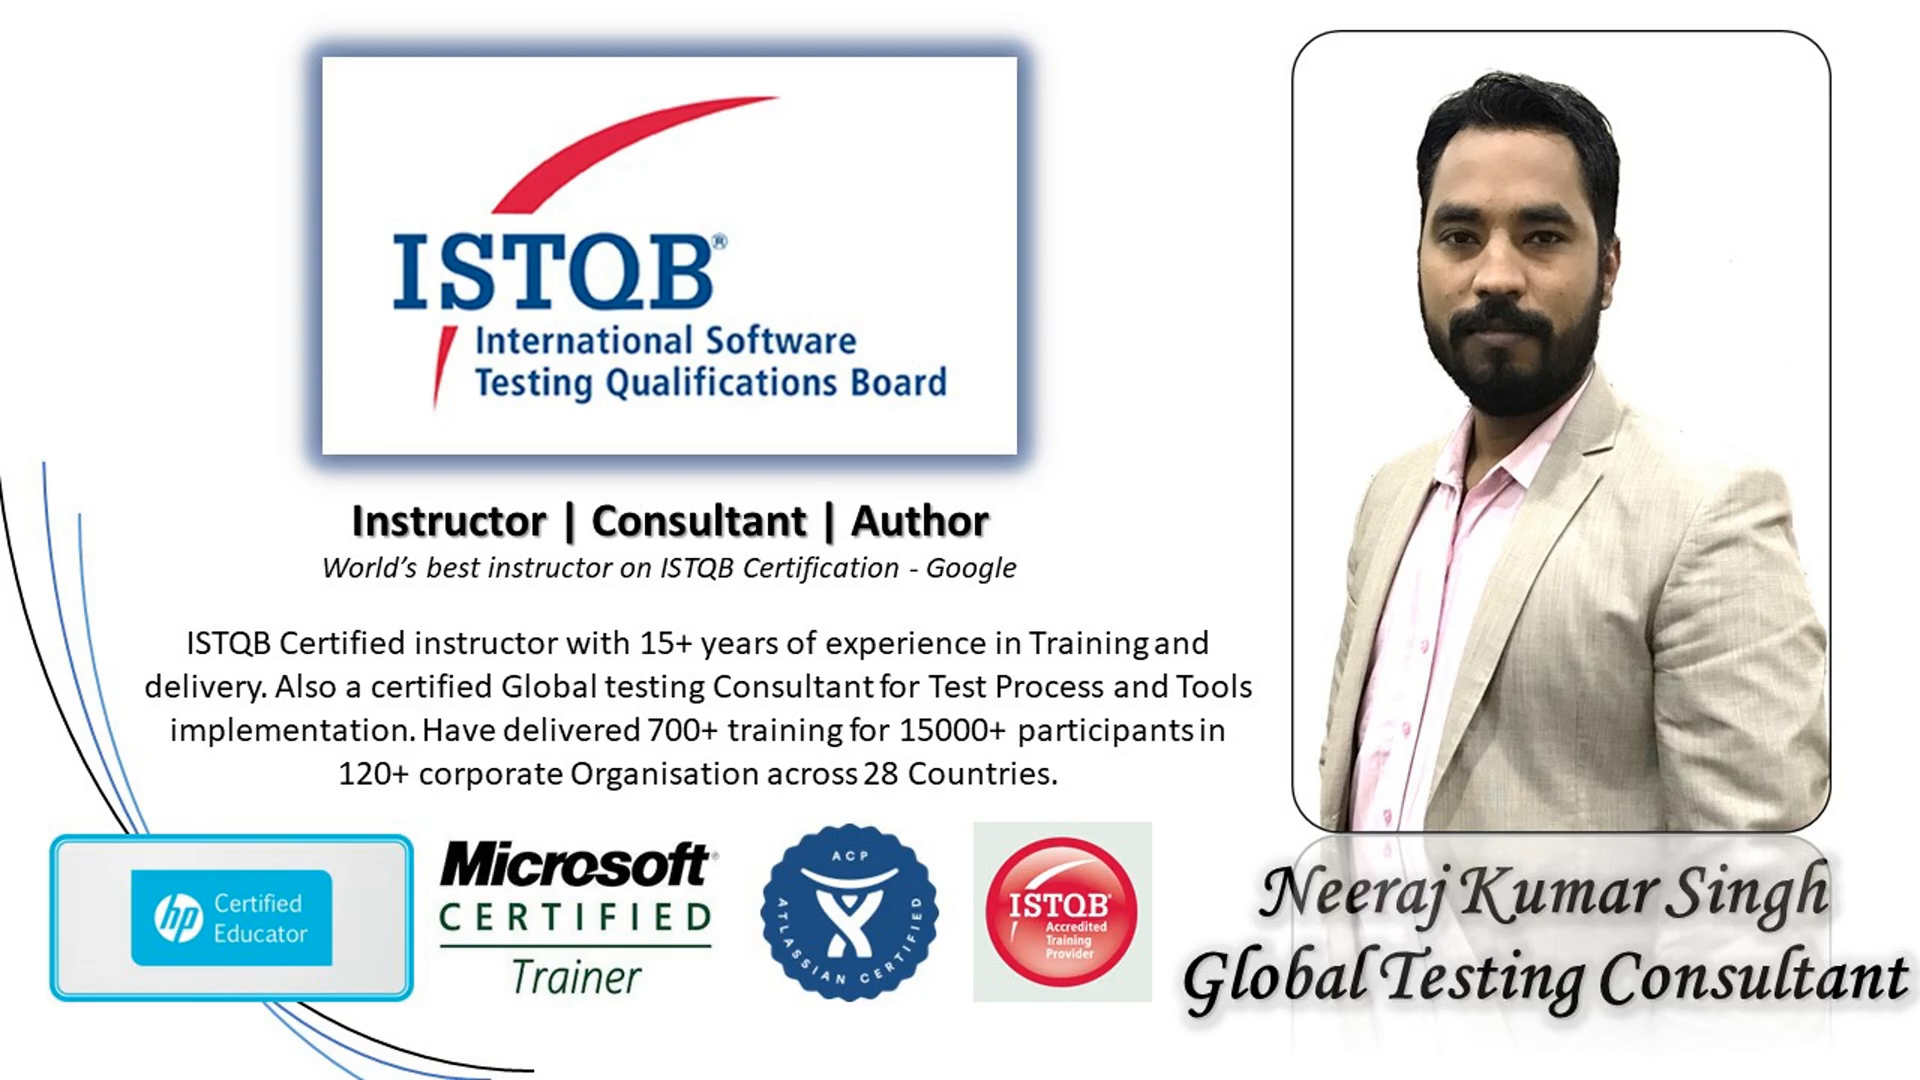 ISTQB®
International Software
Testing Qualifications Board
Instructor | Consultant | Author
World's best instructor on ISTQB Certification - Google
ISTQB Certified instructor with 15+ years of experience in Training and
delivery. Also a certified Global testing Consultant for Test Process and Tools
implementation. Have delivered 700+ training for 15000+ participants in
120+ corporate Organisation across 28 Countries.
hp Certified
Educator
Microsoft®
CERTIFIED
Trainer
ACP
ATLASSIAN CERTIFIED
ISTQB®
Accredited
Training
Provider
Neeraj Kumar Singh
Global Testing Consultant